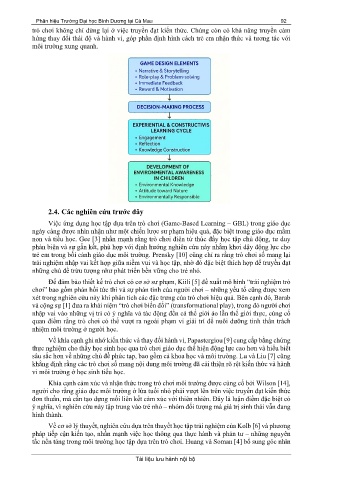 Phân hiệu Trường Đại học Bình Dương tại Cà Mau 92
trò chơi không chỉ dừng lại ở việc truyền đạt kiến thức. Chúng còn có khả năng truyền cảm
hứng thay đổi thái độ và hành vi, góp phần định hình cách trẻ em nhận thức và tương tác với
môi trường xung quanh.
GAME DESIGN ELEMENTS
• Narrative & Storytelling
• Role-play & Problem-solving
• Immediate Feedback
• Reward & Motivation
DECISION-MAKING PROCESS
EXPERIENTIAL & CONSTRUCTIVIS
LEARNING CYCLE
• Engagement
• Reflection
• Knowledge Construction
DEVELOPMENT OF
ENVIRONMENTAL AWARENESS
IN CHILDREN
• Environmental Knowledge
• Attitude toward Nature
• Environmentally Responsible
2.4. Các nghiên cứu trước đây
Việc ứng dụng học tập dựa trên trò chơi (Game-Based Learning – GBL) trong giáo dục
ngày càng được nhìn nhận như một chiến lược sư phạm hiệu quả, đặc biệt trong giáo dục mầm
non và tiểu học. Gee [3] nhấn mạnh rằng trò chơi điện tử thúc đẩy học tập chủ động, tư duy
phản biện và sự gắn kết, phù hợp với định hướng nghiên cứu này nhằm khơi dậy động lực cho
trẻ em trong bối cảnh giáo dục môi trường. Prensky [10] cũng chỉ ra rằng trò chơi số mang lại
trải nghiệm nhập vai kết hợp giữa niềm vui và học tập, nhờ đó đặc biệt thích hợp để truyền đạt
những chủ đề trừu tượng như phát triển bền vững cho trẻ nhỏ.
Để đảm bảo thiết kế trò chơi có cơ sở sư phạm, Kiili [5] đề xuất mô hình “trải nghiệm trò
chơi” bao gồm phản hồi tức thì và sự phản tỉnh của người chơi – những yếu tố cũng được xem
xét trong nghiên cứu này khi phân tích các đặc trưng của trò chơi hiệu quả. Bên cạnh đó, Barab
và cộng sự [1] đưa ra khái niệm “trò chơi biến đổi” (transformational play), trong đó người chơi
nhập vai vào những vị trí có ý nghĩa và tác động đến cả thế giới ảo lẫn thế giới thực, củng cố
quan điểm rằng trò chơi có thể vượt ra ngoài phạm vi giải trí để nuôi dưỡng tinh thần trách
nhiệm môi trường ở người học.
Về khía cạnh ghi nhớ kiến thức và thay đổi hành vi, Papastergiou [9] cung cấp bằng chứng
thực nghiệm cho thấy học sinh học qua trò chơi giáo dục thể hiện động lực cao hơn và hiểu biết
sâu sắc hơn về những chủ đề phức tạp, bao gồm cả khoa học và môi trường. Lu và Liu [7] cũng
khẳng định rằng các trò chơi số mang nội dung môi trường đã cải thiện rõ rệt kiến thức và hành
vi môi trường ở học sinh tiểu học.
Khía cạnh cảm xúc và nhận thức trong trò chơi môi trường được củng cố bởi Wilson [14],
người cho rằng giáo dục môi trường ở lứa tuổi nhỏ phải vượt lên trên việc truyền đạt kiến thức
đơn thuần, mà cần tạo dựng mối liên kết cảm xúc với thiên nhiên. Đây là luận điểm đặc biệt có
ý nghĩa, vì nghiên cứu này tập trung vào trẻ nhỏ – nhóm đối tượng mà giá trị sinh thái vẫn đang
hình thành.
Về cơ sở lý thuyết, nghiên cứu dựa trên thuyết học tập trải nghiệm của Kolb [6] và phương
pháp tiếp cận kiến tạo, nhấn mạnh việc học thông qua thực hành và phản tư – những nguyên
tắc nền tảng trong môi trường học tập dựa trên trò chơi. Huang và Soman [4] bổ sung góc nhìn
Tài liệu lưu hành nội bộ